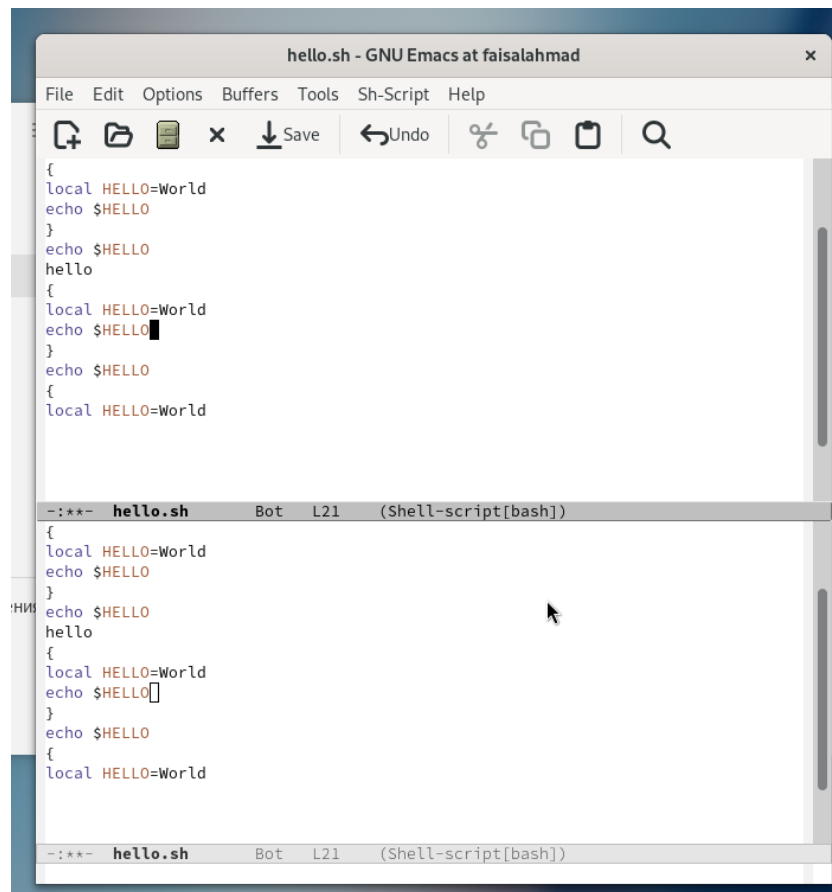 hello.sh - GNU Emacs at faisalahmad
File Edit Options Buffers Tools Sh-Script Help
Save Undo
{
local HELLO=World
echo $HELLO
}
echo $HELLO
hello
{
local HELLO=World
echo $HELLO
}
echo $HELLO
{
local HELLO=World
-:**- hello.sh Bot L21 (Shell-script[bash])
{
local HELLO=World
echo $HELLO
}
echo $HELLO
hello
{
local HELLO=World
echo $HELLO
}
echo $HELLO
{
local HELLO=World
-:**- hello.sh Bot L21 (Shell-script[bash])